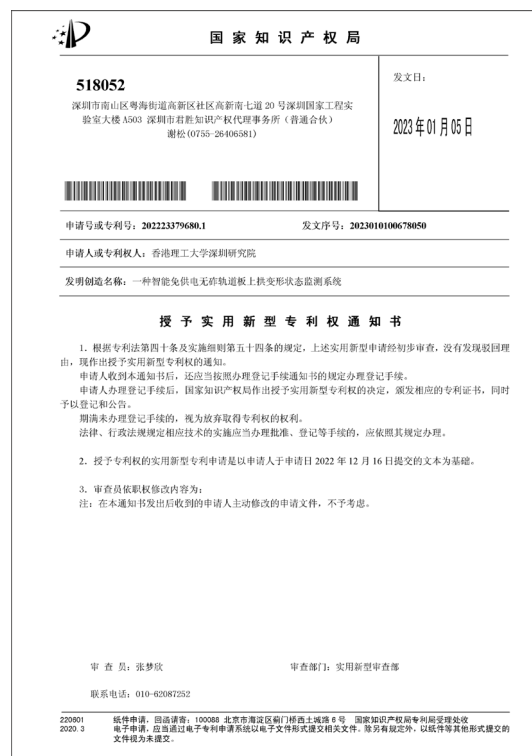 国家知识产权局
518052
深圳市南山区粤海街道高新区社区高新南七道 20 号深圳国家工程实
验室大楼 A503 深圳市君胜知识产权代理事务所（普通合伙）
谢松(0755-26406581)
发文日：
2023 年 01 月 05 日
申请号或专利号：202223379680.1
发文序号：2023010100678050
申请人或专利权人：香港理工大学深圳研究院
发明创造名称：一种智能免供电无砟轨道板上拱变形状态监测系统
授予实用新型专利权通知书
1．根据专利法第四十条及实施细则第五十四条的规定，上述实用新型申请经初步审查，没有发现驳回理
由，现作出授予实用新型专利权的通知。
申请人收到本通知书后，还应当按照办理登记手续通知书的规定办理登记手续。
申请人办理登记手续后，国家知识产权局作出授予实用新型专利权的决定，颁发相应的专利证书，同时
予以登记和公告。
期满未办理登记手续的，视为放弃取得专利权的权利。
法律、行政法规规定相应技术的实施应当办理批准、登记等手续的，应依照其规定办理。
2．授予专利权的实用新型专利申请是以申请人于申请日 2022 年 12 月 16 日提交的文本为基础。
3．审查员依职权修改内容为：
注：在本通知书发出后收到的申请人主动修改的申请文件，不予考虑。
审 查 员：张梦欣
审查部门：实用新型审查部
联系电话：010-62087252
220601
2020. 3
纸件申请，回函请寄：100088 北京市海淀区蓟门桥西土城路 6 号 国家知识产权局专利局受理处收
电子申请，应当通过电子专利申请系统以电子文件形式提交相关文件。除另有规定外，以纸件等其他形式提交的
文件视为未提交。